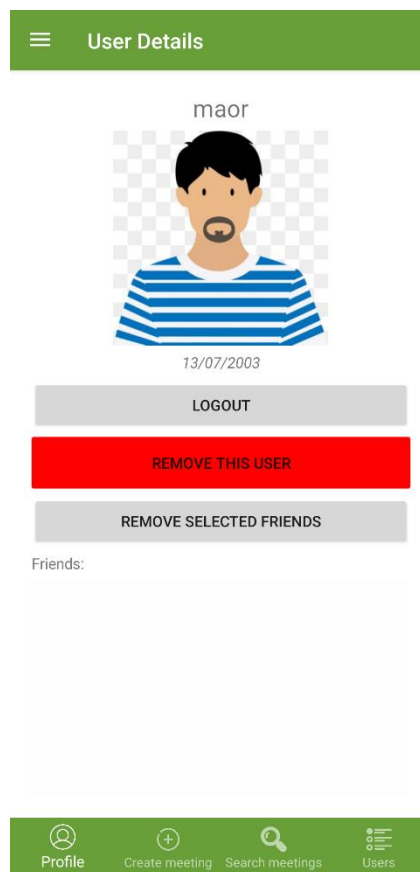 User Details
maor
13/07/2003
LOGOUT
REMOVE THIS USER
REMOVE SELECTED FRIENDS
Friends:
Profile Create meeting Search meetings Users